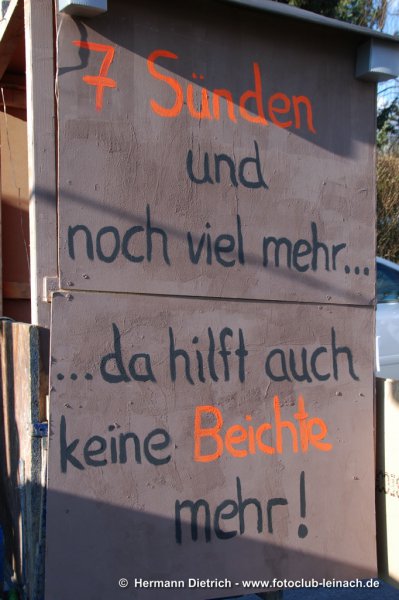 7 Sünden
und
noch viel mehr...
...da hilft auch
keine Beichte
mehr!
© Hermann Dietrich - www.fotoclub-leinach.de